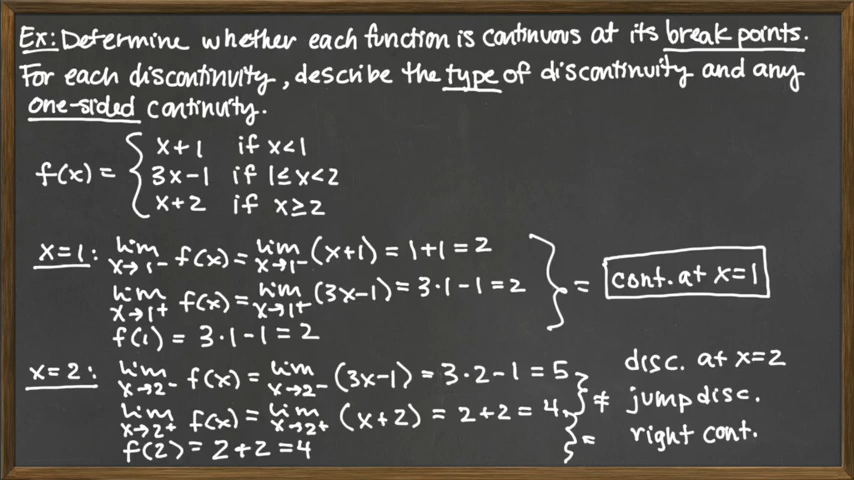 Ex: Determine whether each function is continuous at its break points.
For each discontinuity, describe the type of discontinuity and any
one-sided continuity.
f(x) = { x+1 if x<1
3x-1 if 1≤x<2
x+2 if x≥2
x=1: lim x→1- f(x) = lim x→1- (x+1) = 1+1 = 2
lim x→1+ f(x) = lim x→1+ (3x-1) = 3·1-1 = 2 } = cont. at x=1
f(1) = 3·1-1 = 2
x=2: lim x→2- f(x) = lim x→2- (3x-1) = 3·2-1 = 5 disc. at x=2
lim x→2+ f(x) = lim x→2+ (x+2) = 2+2 = 4 } ≠ jump disc.
f(2) = 2+2 = 4 } = right cont.